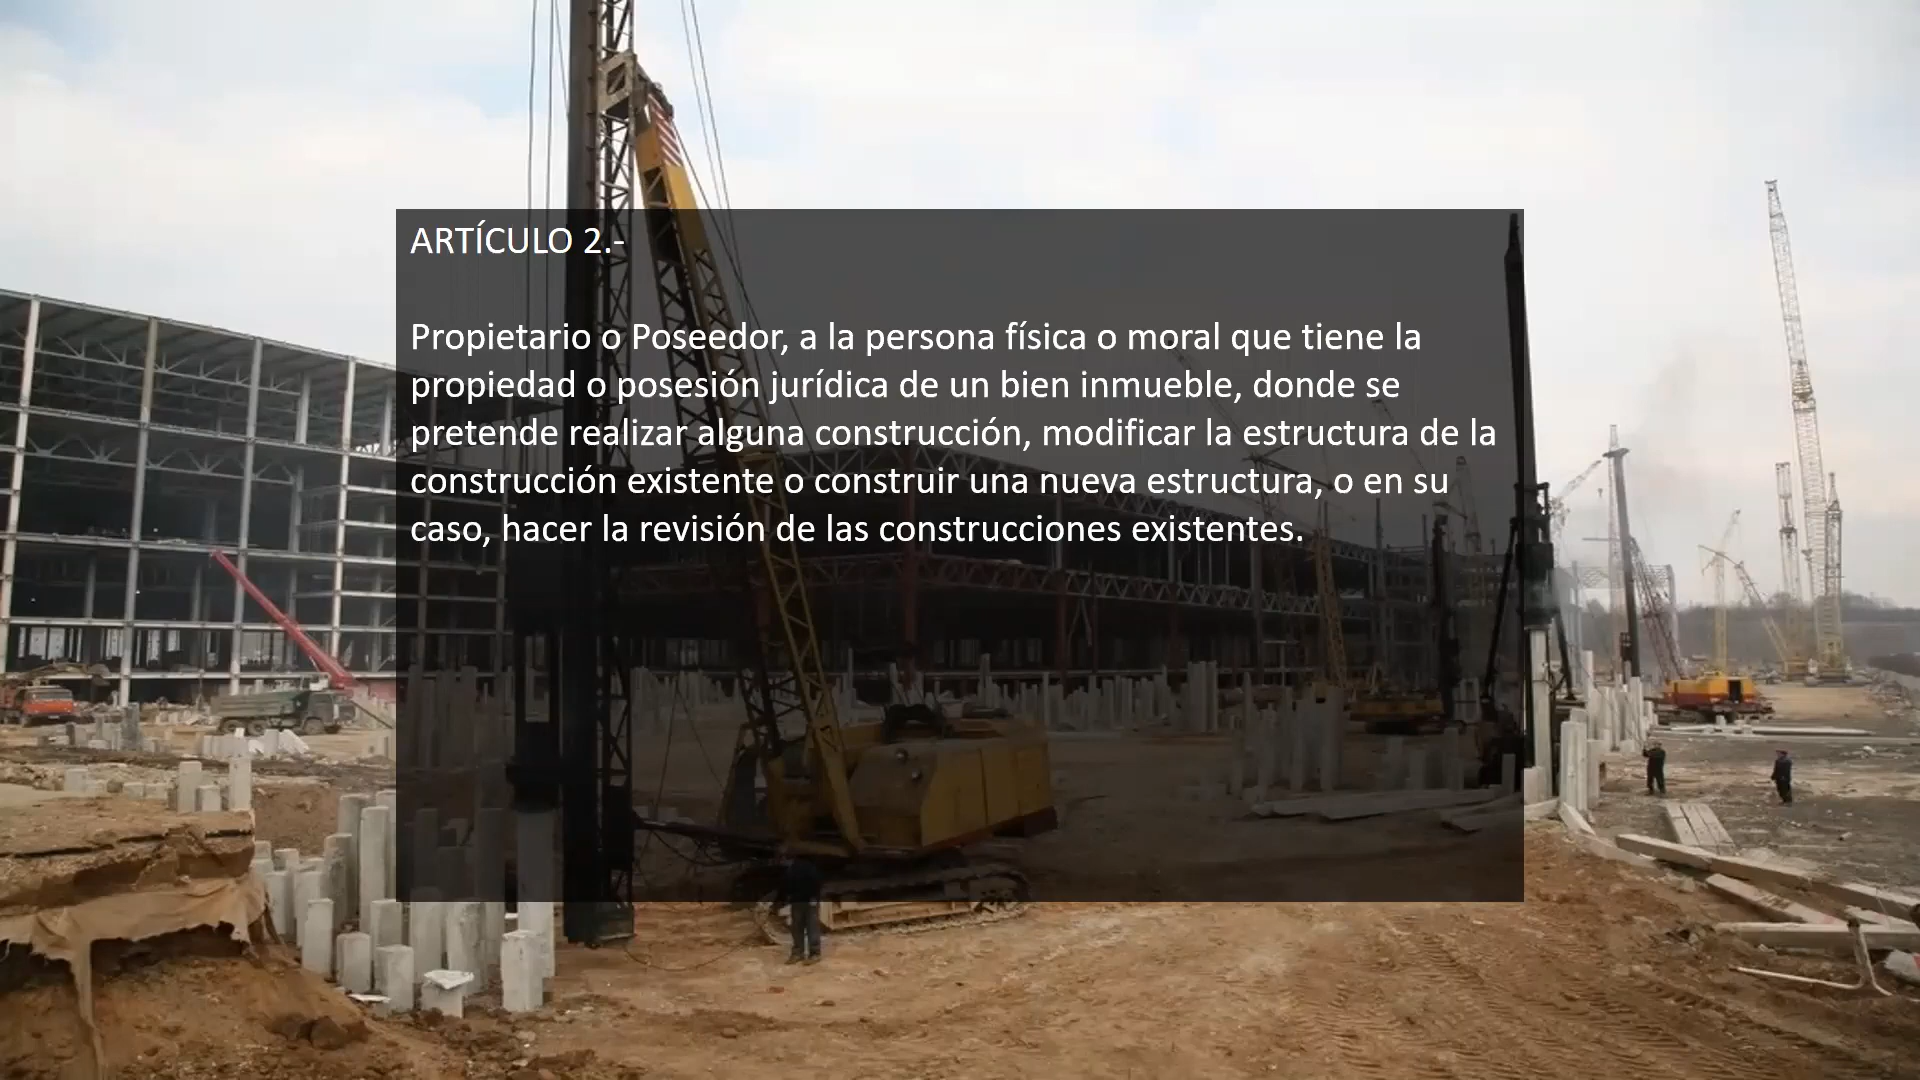 ARTÍCULO 2.-
Propietario o Poseedor, a la persona física o moral que tiene la
propiedad o posesión jurídica de un bien inmueble, donde se
pretende realizar alguna construcción, modificar la estructura de la
construcción existente o construir una nueva estructura, o en su
caso, hacer la revisión de las construcciones existentes.